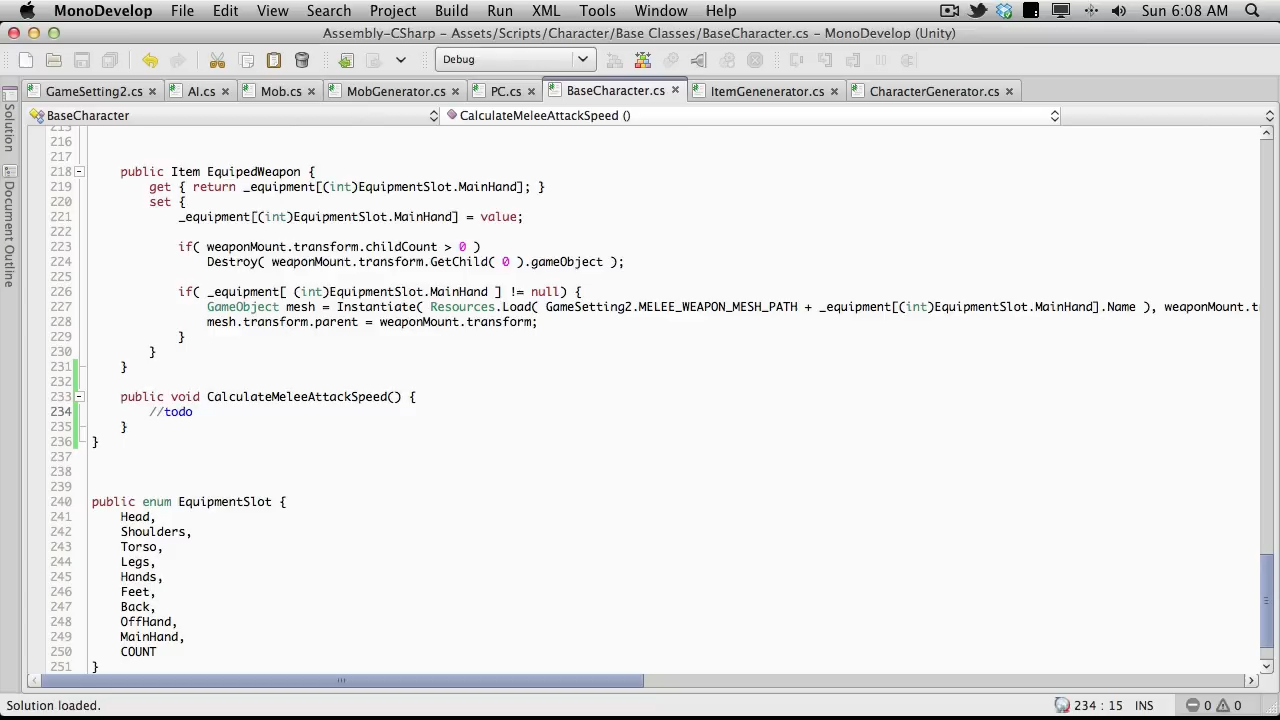 MonoDevelop File Edit View Search Project Build Run XML Tools Window Help Sun 6:08 AM
Assembly-CSharp - Assets/Scripts/Character/Base Classes/BaseCharacter.cs - MonoDevelop (Unity)
Debug
GameSetting2.cs AI.cs Mob.cs MobGenerator.cs PC.cs BaseCharacter.cs ItemGenenerator.cs CharacterGenerator.cs
Solution
Document Outline
BaseCharacter CalculateMeleeAttackSpeed ()
215
216
217
218 public Item EquipedWeapon {
219 get { return _equipment[(int)EquipmentSlot.MainHand]; }
220 set {
221 _equipment[(int)EquipmentSlot.MainHand] = value;
222
223 if( weaponMount.transform.childCount > 0 )
224 Destroy( weaponMount.transform.GetChild( 0 ).gameObject );
225
226 if( _equipment[ (int)EquipmentSlot.MainHand ] != null) {
227 GameObject mesh = Instantiate( Resources.Load( GameSetting2.MELEE_WEAPON_MESH_PATH + _equipment[(int)EquipmentSlot.MainHand].Name ), weaponMount.t
228 mesh.transform.parent = weaponMount.transform;
229 }
230 }
231 }
232
233 public void CalculateMeleeAttackSpeed() {
234 //todo
235 }
236 }
237
238
239
240 public enum EquipmentSlot {
241 Head,
242 Shoulders,
243 Torso,
244 Legs,
245 Hands,
246 Feet,
247 Back,
248 OffHand,
249 MainHand,
250 COUNT
251 }
Solution loaded. 234 : 15 INS 0 0